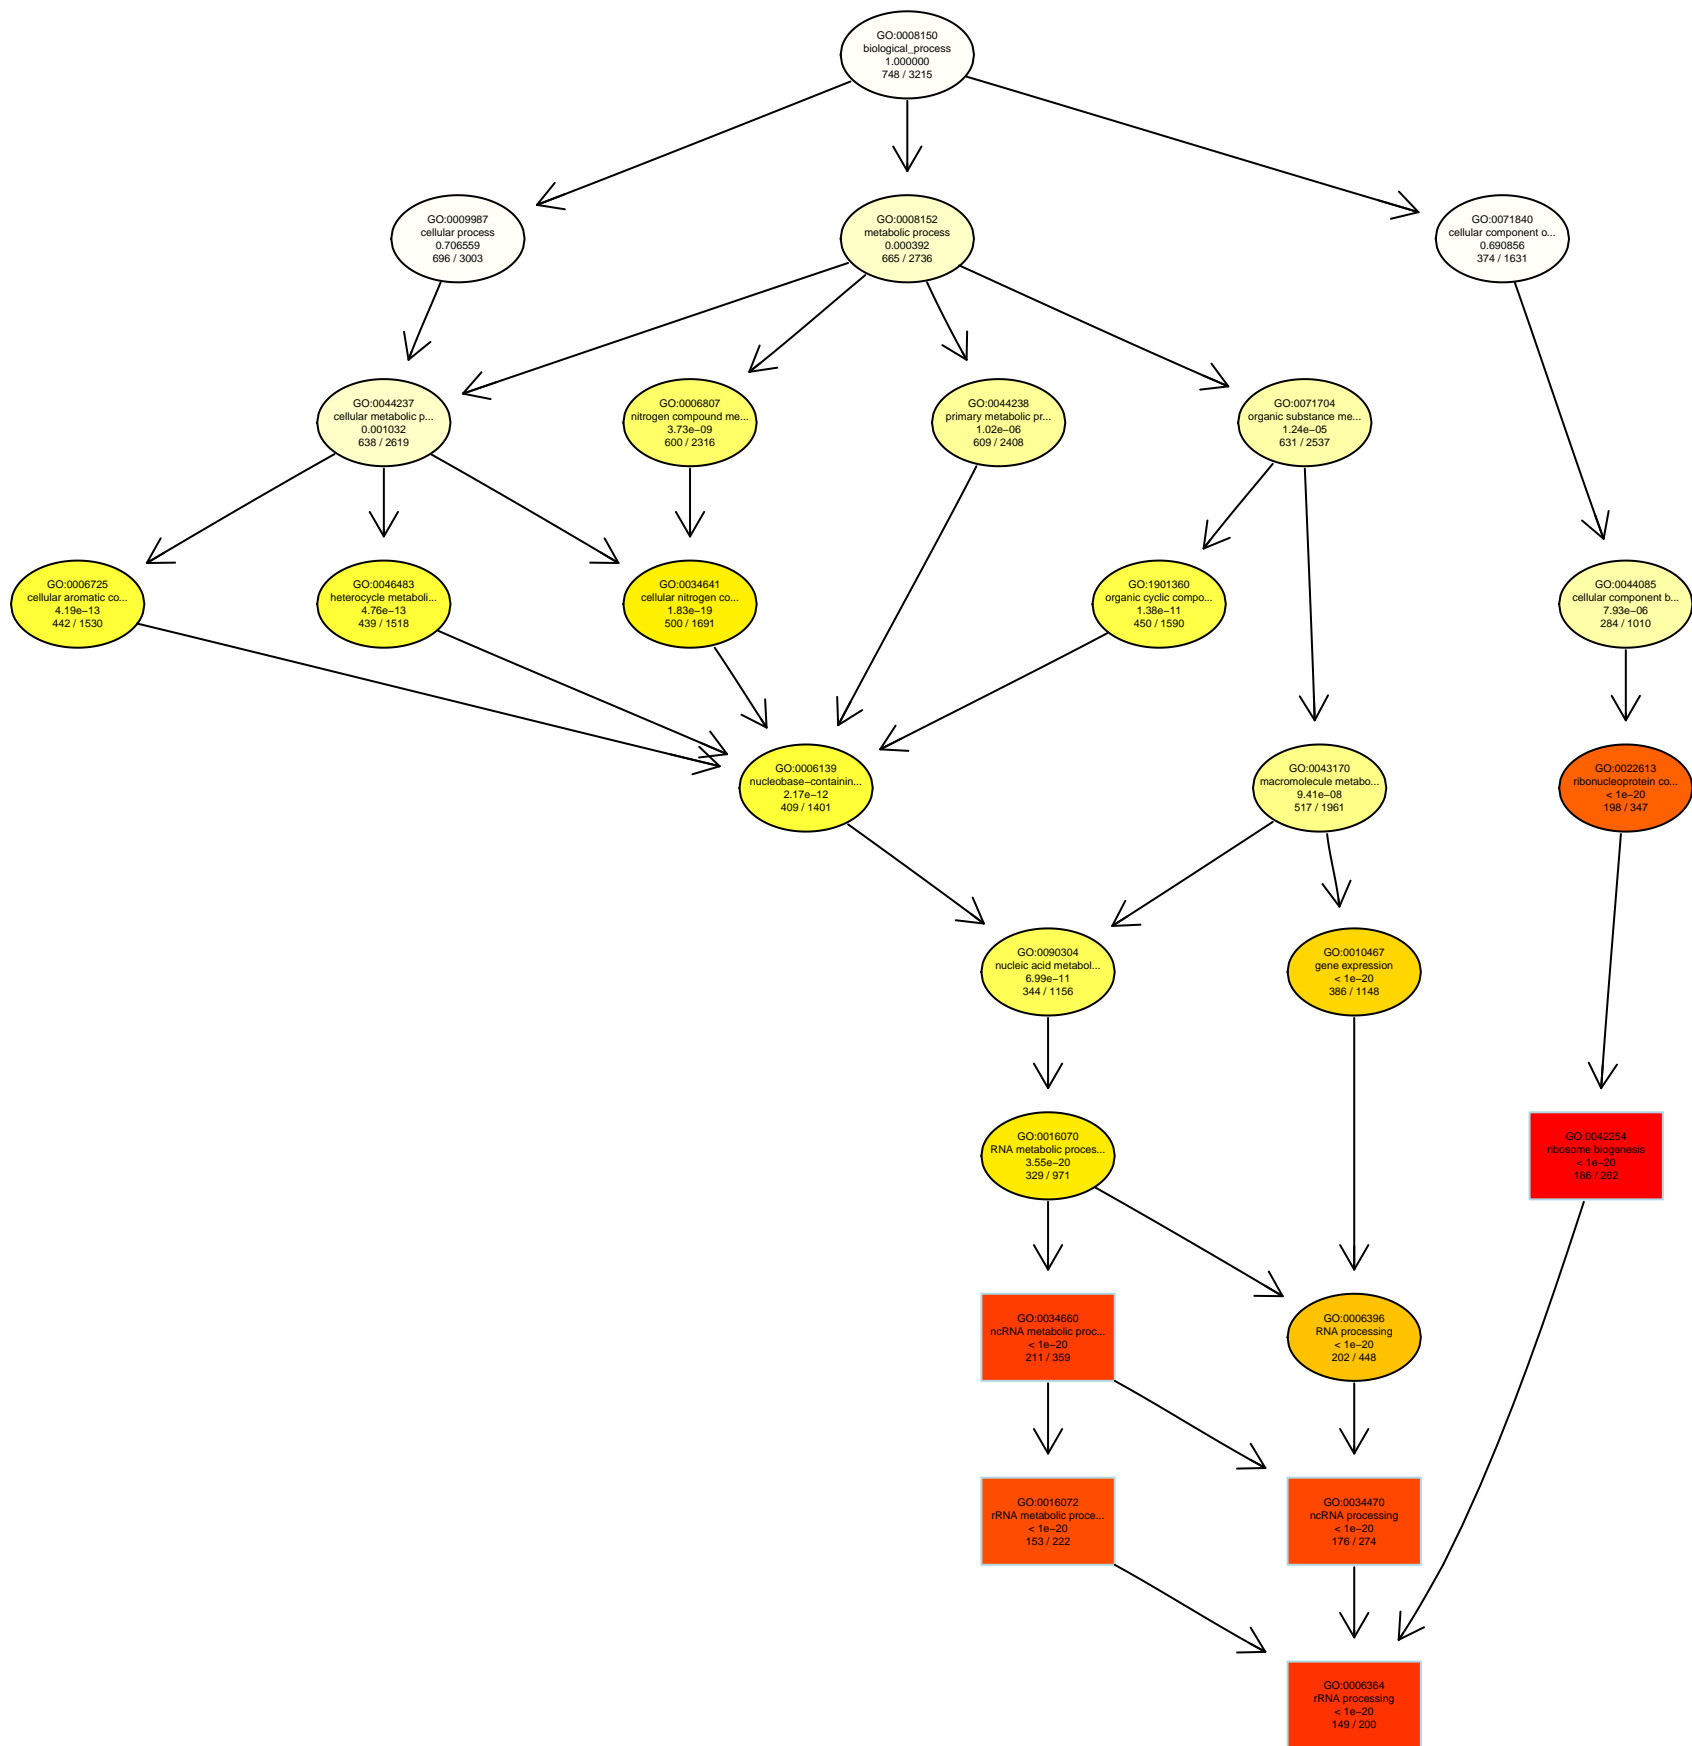 GO:0008150
biological_process
1.000000
748 / 3215
GO:0009987
cellular process
0.706559
696 / 3003
GO:0008152
metabolic process
0.000392
665 / 2736
GO:0071840
cellular component o...
0.690856
374 / 1631
GO:0044237
cellular metabolic p...
0.001032
638 / 2619
GO:0006807
nitrogen compound me...
3.73e−09
600 / 2316
GO:0044238
primary metabolic pr...
1.02e−06
609 / 2408
GO:0071704
organic substance me...
1.24e−05
631 / 2537
GO:0006725
cellular aromatic co...
4.19e−13
442 / 1530
GO:0046483
heterocycle metaboli...
4.76e−13
439 / 1518
GO:0034641
cellular nitrogen co...
1.83e−19
500 / 1691
GO:1901360
organic cyclic compo...
1.38e−11
450 / 1590
GO:0044085
cellular component b...
7.93e−06
284 / 1010
GO:0006139
nucleobase−containin...
2.17e−12
409 / 1401
GO:0043170
macromolecule metabo...
9.41e−08
517 / 1961
GO:0022613
ribonucleoprotein co...
< 1e−20
198 / 347
GO:0090304
nucleic acid metabol...
6.99e−11
344 / 1156
GO:0010467
gene expression
< 1e−20
386 / 1148
GO:0016070
RNA metabolic proces...
3.55e−20
329 / 971
GO:0042254
ribosome biogenesis
< 1e−20
186 / 262
GO:0034660
ncRNA metabolic proc...
< 1e−20
211 / 359
GO:0006396
RNA processing
< 1e−20
202 / 448
GO:0016072
rRNA metabolic proce...
< 1e−20
153 / 222
GO:0034470
ncRNA processing
< 1e−20
176 / 274
GO:0006364
rRNA processing
< 1e−20
149 / 200